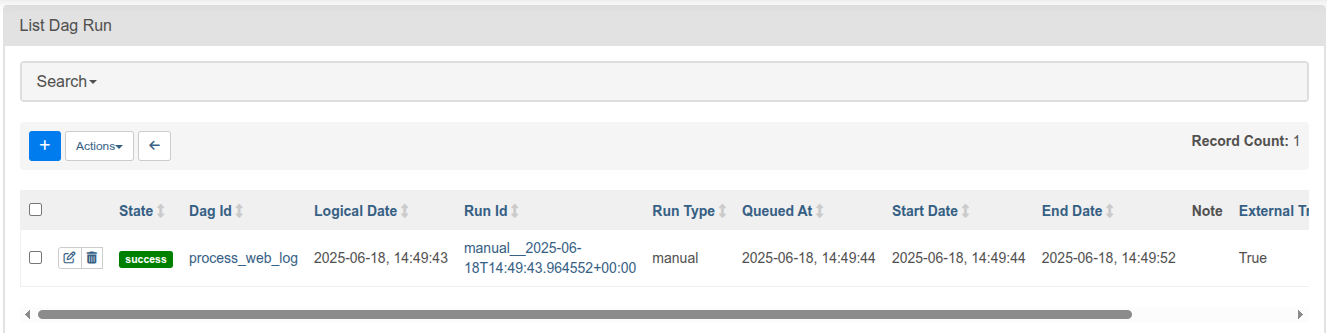 List Dag Run
Search
+ Actions
Record Count: 1
State Dag Id Logical Date Run Id Run Type Queued At Start Date End Date Note External Tr
success process_web_log 2025-06-18, 14:49:43 manual__2025-06-
18T14:49:43.964552+00:00 manual 2025-06-18, 14:49:44 2025-06-18, 14:49:44 2025-06-18, 14:49:52 True